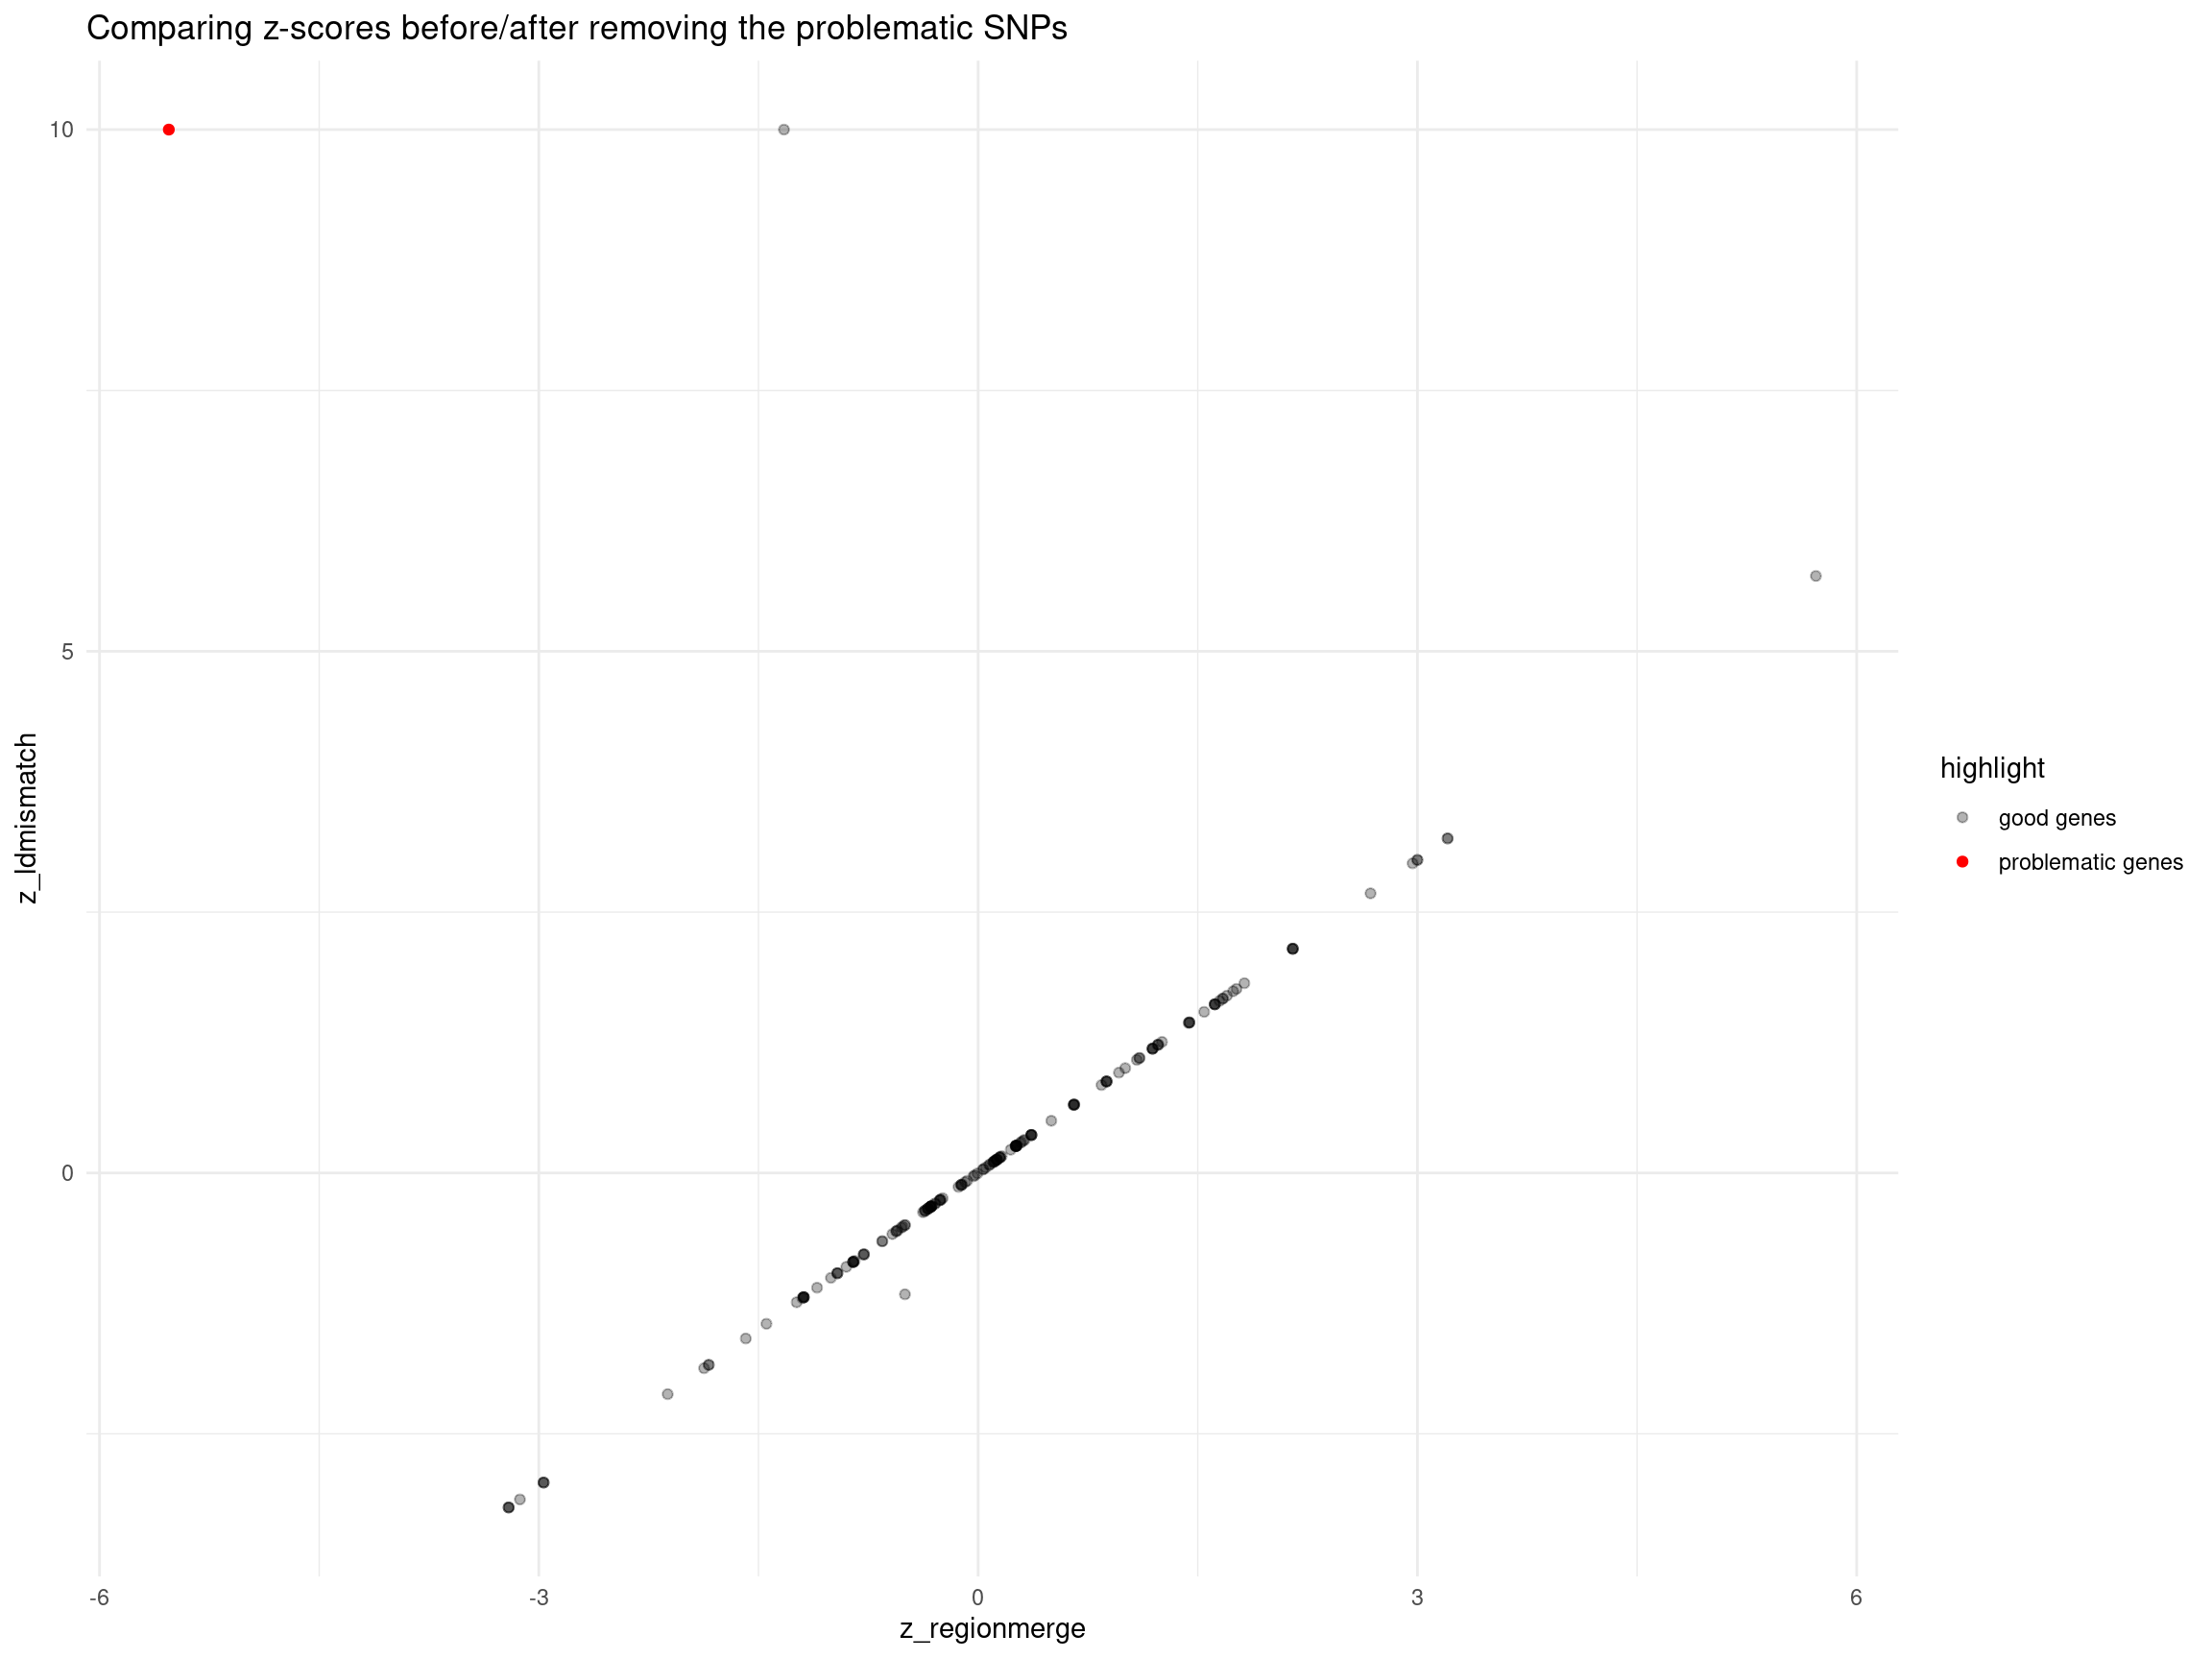 Comparing z-scores before/after removing the problematic SNPs
10
5
0
z_ldmismatch
-6
-3
0
3
6
z_regionmerge
highlight
good genes
problematic genes